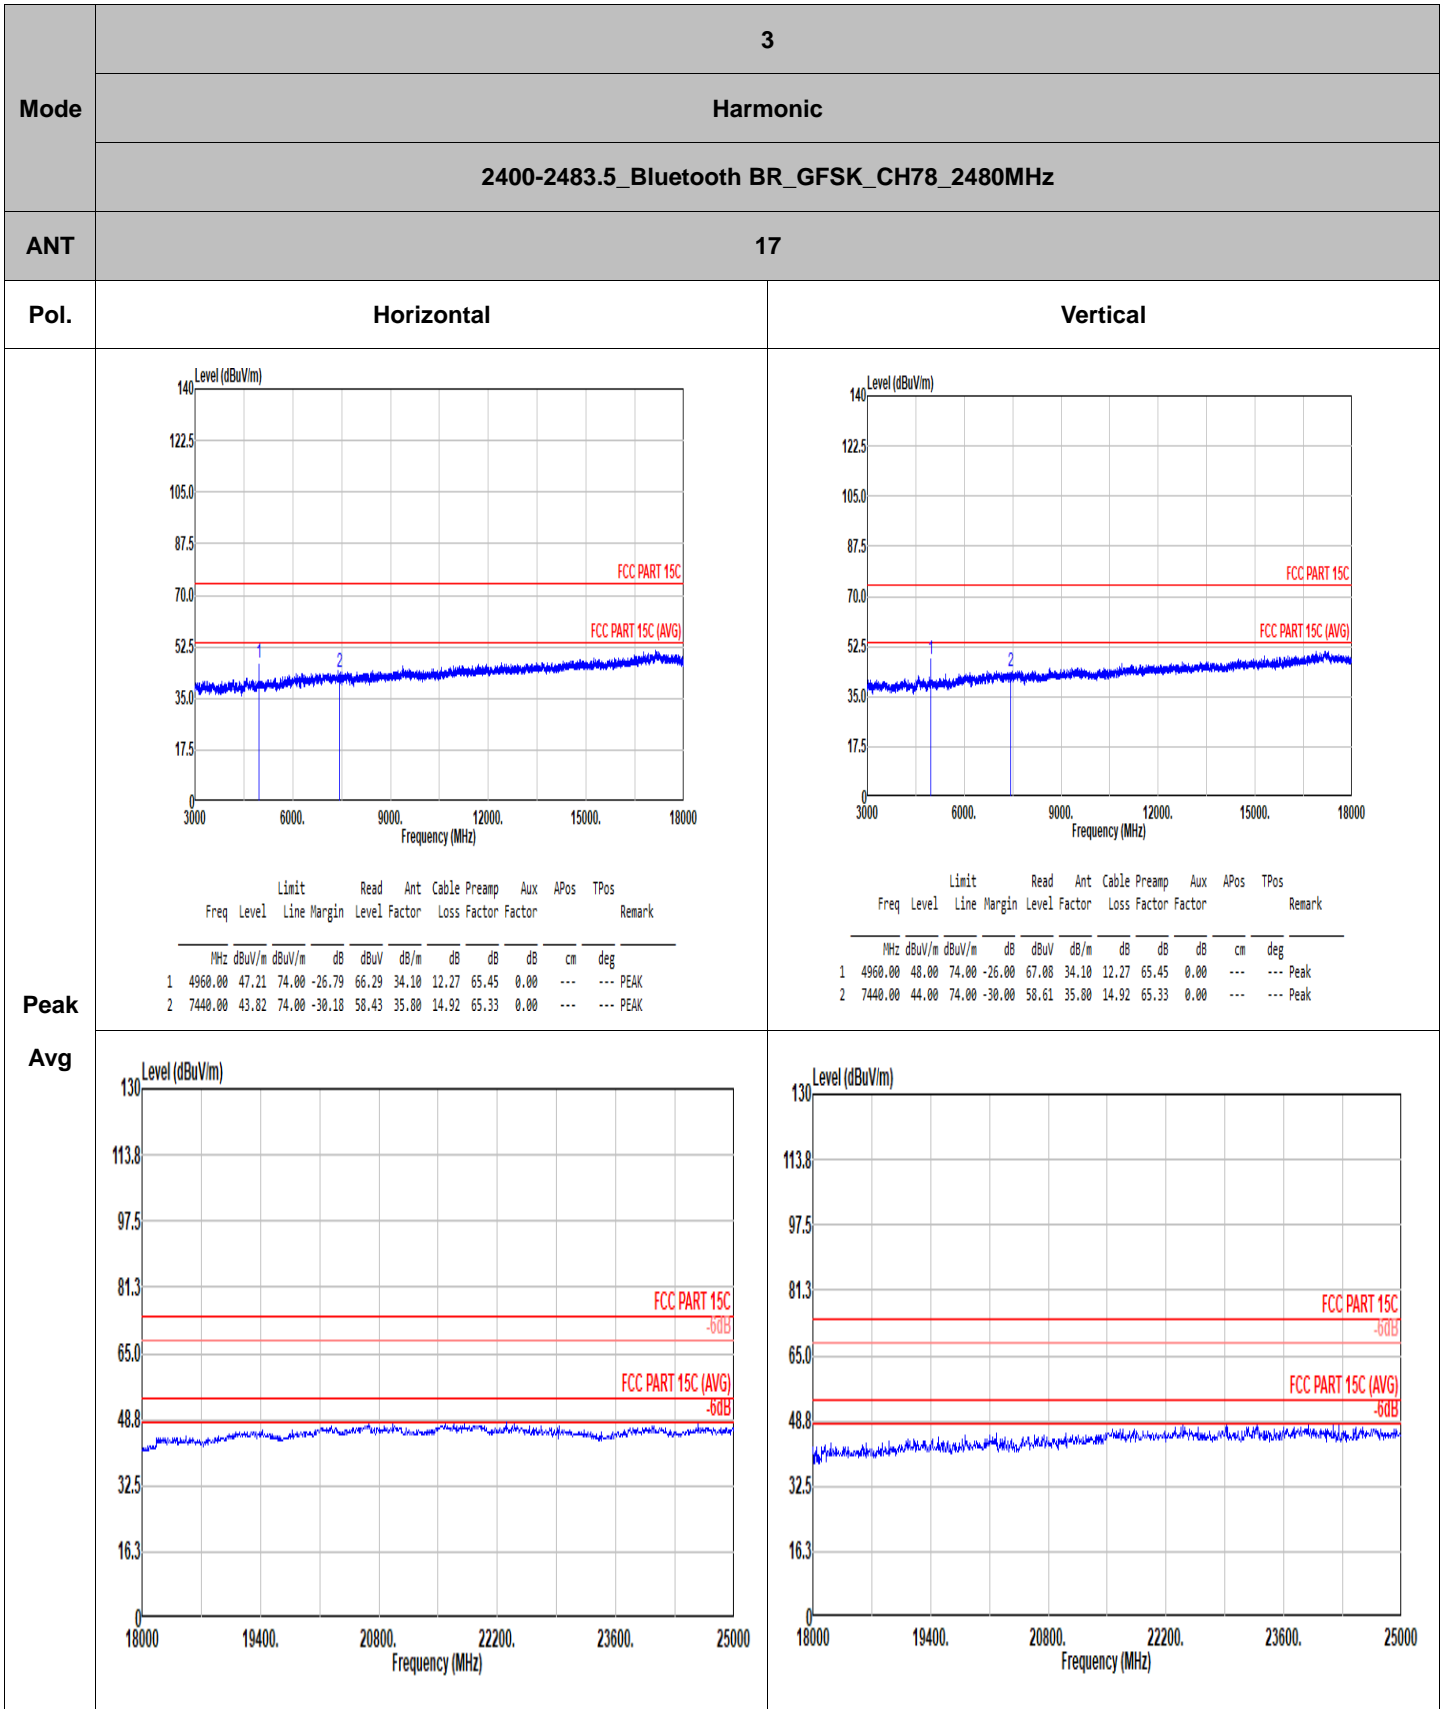 Mode
3
Harmonic
2400-2483.5_Bluetooth BR_GFSK_CH78_2480MHz
ANT
17
Pol.
Horizontal
Vertical
Peak
Avg
Level (dBuV/m)
140
122.5
105.0
87.5
FCC PART 15C
70.0
FCC PART 15C (AVG)
52.5
1
2
35.0
17.5
0
3000 6000. 9000. 12000. 15000. 18000
Frequency (MHz)
Limit Read Ant Cable Preamp Aux APos TPos
Freq Level Line Margin Level Factor Loss Factor Factor Remark
MHz dBuV/m dBuV/m dB dBuV dB/m dB dB dB cm deg
1 4960.00 47.21 74.00 -26.79 66.29 34.10 12.27 65.45 0.00 --- --- PEAK
2 7440.00 43.82 74.00 -30.18 58.43 35.80 14.92 65.33 0.00 --- --- PEAK
Level (dBuV/m)
140
122.5
105.0
87.5
FCC PART 15C
70.0
FCC PART 15C (AVG)
52.5
1
2
35.0
17.5
0
3000 6000. 9000. 12000. 15000. 18000
Frequency (MHz)
Limit Read Ant Cable Preamp Aux APos TPos
Freq Level Line Margin Level Factor Loss Factor Factor Remark
MHz dBuV/m dBuV/m dB dBuV dB/m dB dB dB cm deg
1 4960.00 48.00 74.00 -26.00 67.08 34.10 12.27 65.45 0.00 --- --- Peak
2 7440.00 44.00 74.00 -30.00 58.61 35.80 14.92 65.33 0.00 --- --- Peak
Level (dBuV/m)
130
113.8
97.5
81.3
FCC PART 15C
-6dB
65.0
FCC PART 15C (AVG)
-6dB
48.8
32.5
16.3
0
18000 19400. 20800. 22200. 23600. 25000
Frequency (MHz)
Level (dBuV/m)
130
113.8
97.5
81.3
FCC PART 15C
-6dB
65.0
FCC PART 15C (AVG)
-6dB
48.8
32.5
16.3
0
18000 19400. 20800. 22200. 23600. 25000
Frequency (MHz)